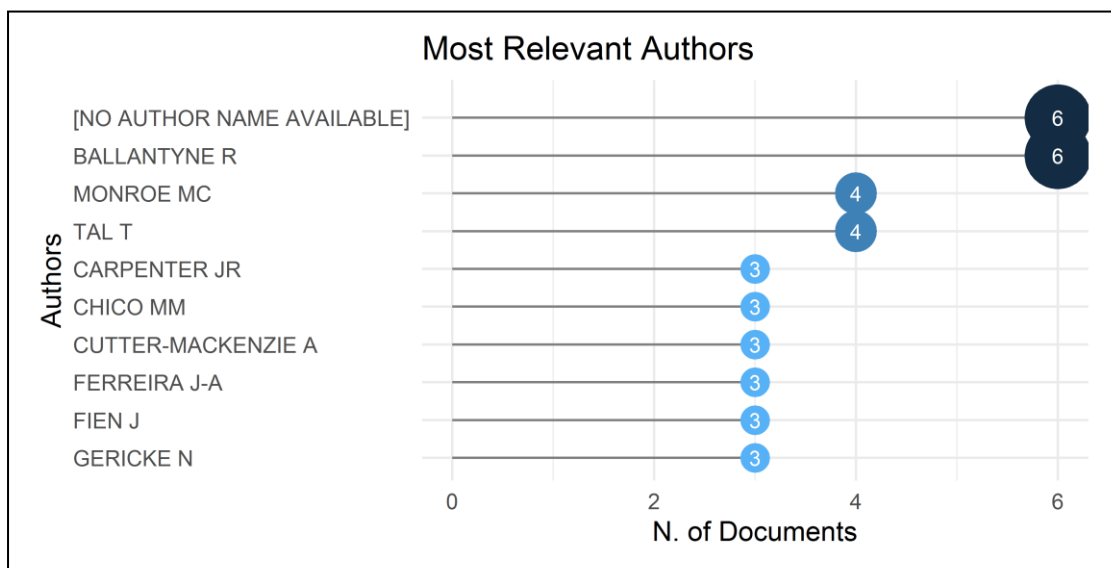 Most Relevant Authors
Authors
[NO AUTHOR NAME AVAILABLE] 6
BALLANTYNE R 6
MONROE MC 4
TAL T 4
CARPENTER JR 3
CHICO MM 3
CUTTER-MACKENZIE A 3
FERREIRA J-A 3
FIEN J 3
GERICKE N 3
0 2 4 6
N. of Documents